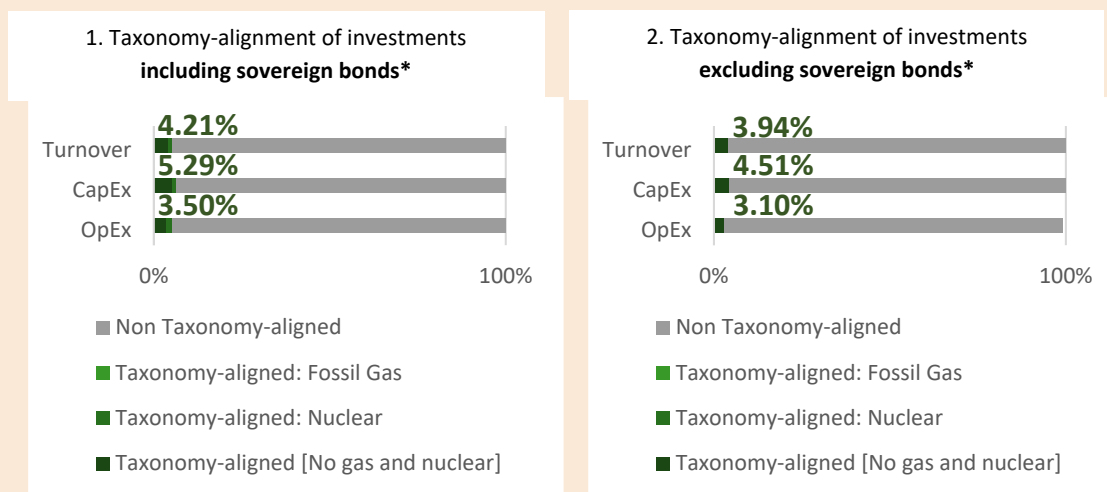 1. Taxonomy-alignment of investments
including sovereign bonds*
4.21%
Turnover
5.29%
CapEx
3.50%
OpEx
0%
100%
Non Taxonomy-aligned
Taxonomy-aligned: Fossil Gas
Taxonomy-aligned: Nuclear
Taxonomy-aligned [No gas and nuclear]
2. Taxonomy-alignment of investments
excluding sovereign bonds*
3.94%
Turnover
4.51%
CapEx
3.10%
OpEx
0%
100%
Non Taxonomy-aligned
Taxonomy-aligned: Fossil Gas
Taxonomy-aligned: Nuclear
Taxonomy-aligned [No gas and nuclear]